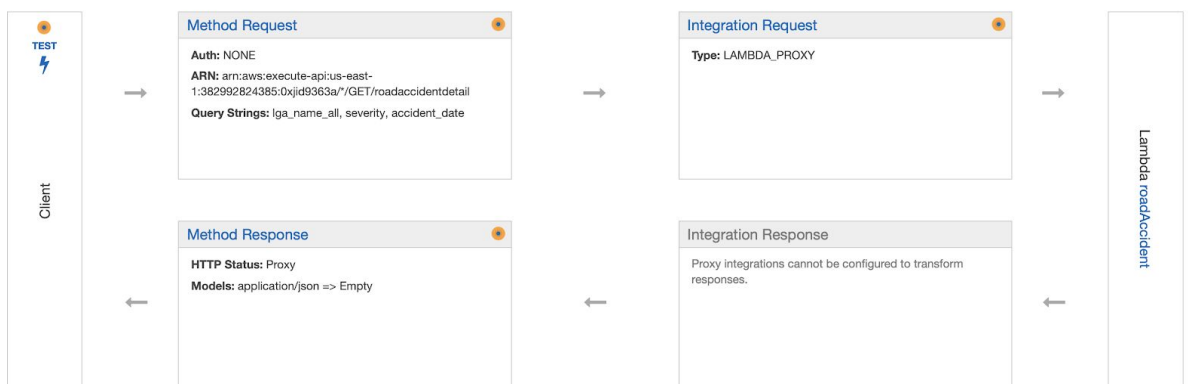 TEST
Client
Method Request
Auth: NONE
ARN: arn:aws:execute-api:us-east-
1:382992824385:0xjid9363a/*/GET/roadaccidentdetail
Query Strings: lga_name_all, severity, accident_date
Integration Request
Type: LAMBDA_PROXY
Lambda roadAccident
Method Response
HTTP Status: Proxy
Models: application/json => Empty
Integration Response
Proxy integrations cannot be configured to transform
responses.